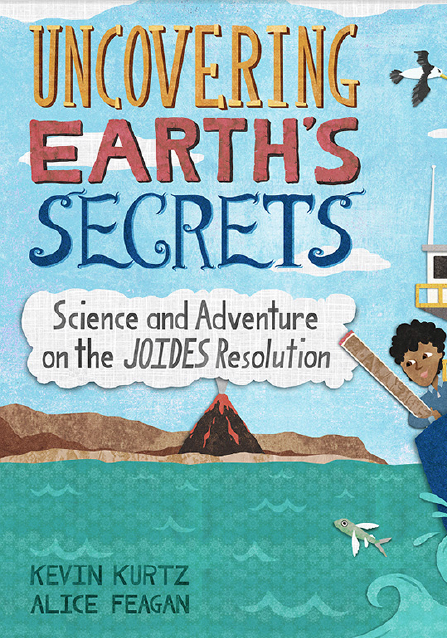 UNCOVERING
EARTH'S
SECRETS
Science and Adventure
on the JOIDES Resolution
KEVIN KURTZ
ALICE FEAGAN